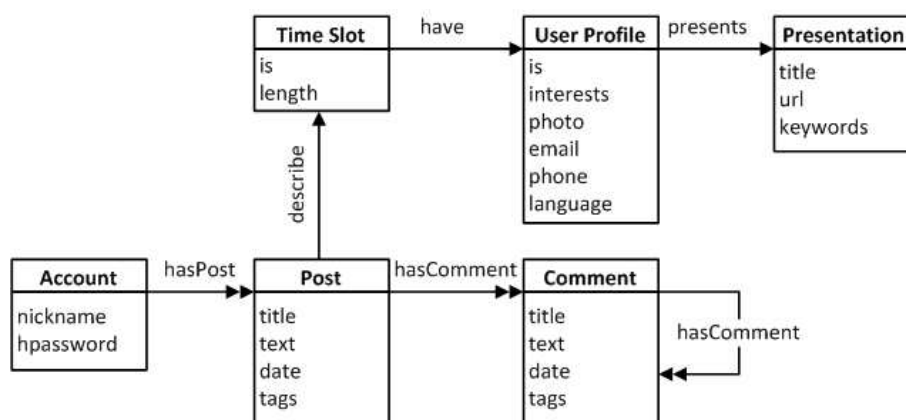 Time Slot
is
length
have
User Profile
is
interests
photo
email
phone
language
presents
Presentation
title
url
keywords
describe
Account
nickname
hpassword
hasPost
Post
title
text
date
tags
hasComment
Comment
title
text
date
tags
hasComment